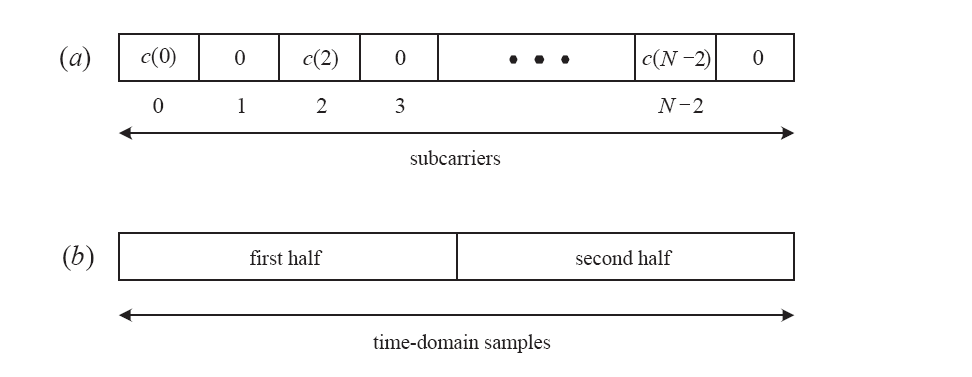 (a) c(0) 0 c(2) 0 • • • c(N −2) 0
0 1 2 3 N−2
subcarriers
(b) first half second half
time-domain samples